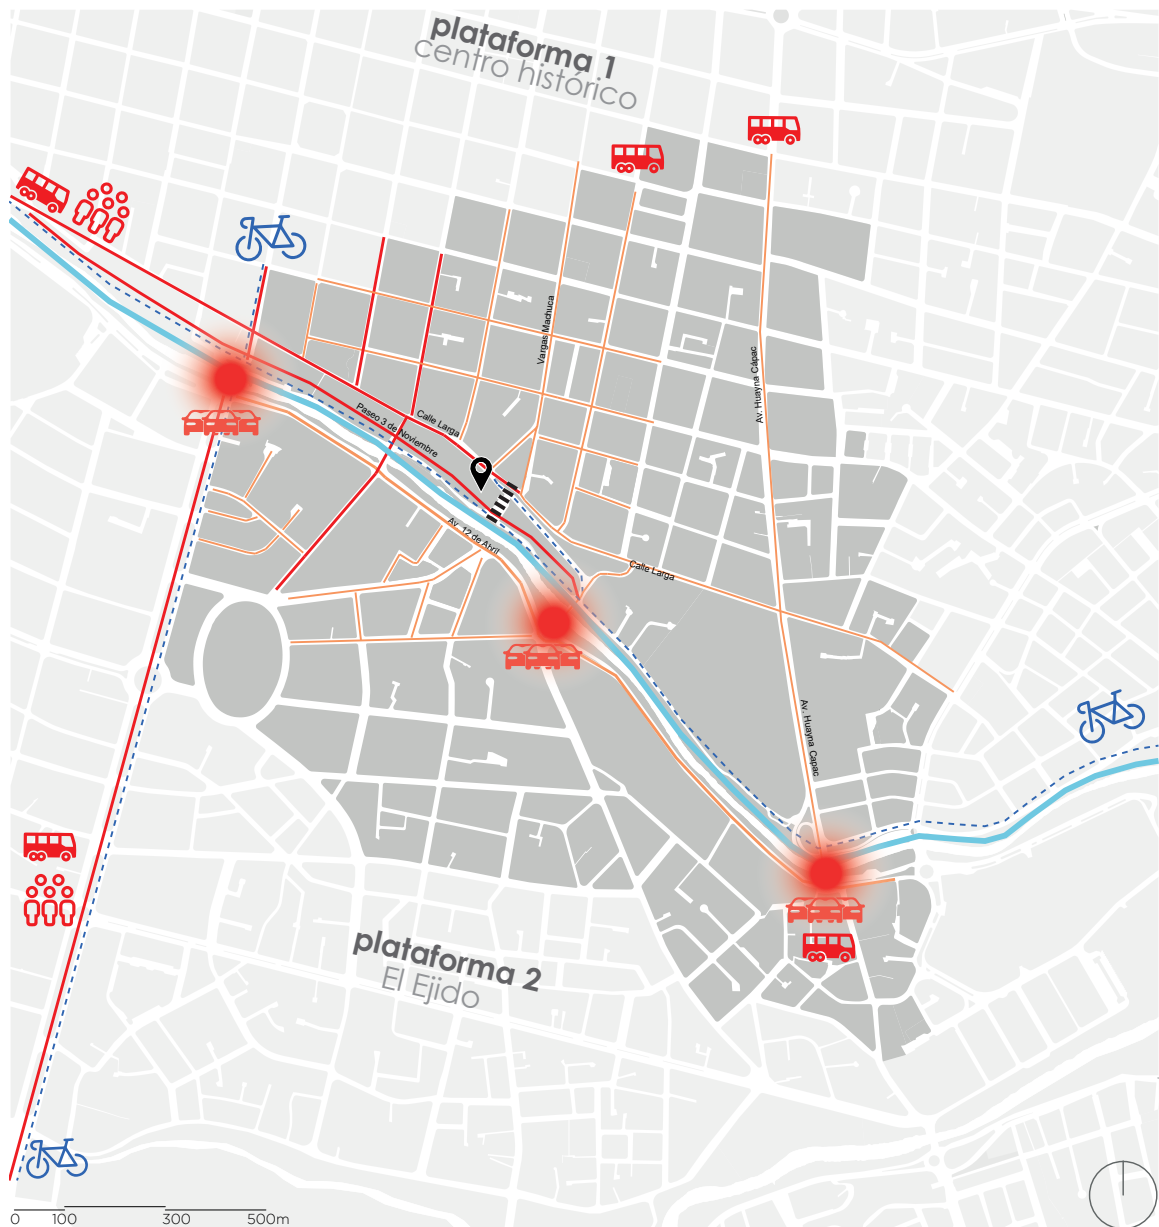 plataforma 1
centro histórico
Vargas Machuca
Av. Huayna Cápac
Calle Larga
Paseo 3 de Noviembre
Av. 12 de Abril
Calle Larga
Av. Huayna Capac
plataforma 2
El Ejido
0 100 300 500m